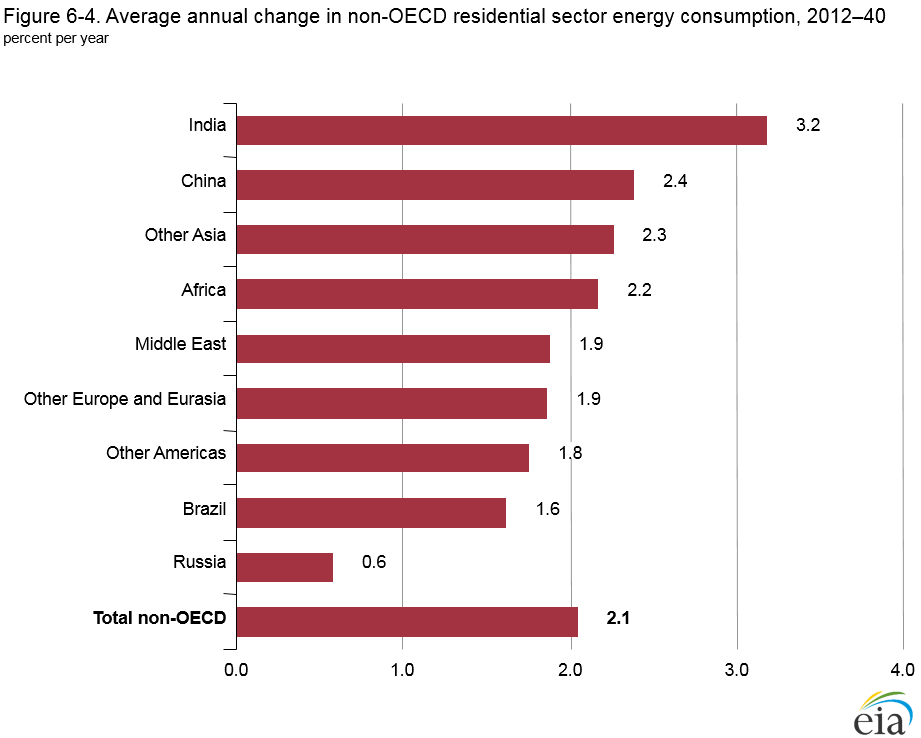 Figure 6-4. Average annual change in non-OECD residential sector energy consumption, 2012–40
percent per year
India 3.2
China 2.4
Other Asia 2.3
Africa 2.2
Middle East 1.9
Other Europe and Eurasia 1.9
Other Americas 1.8
Brazil 1.6
Russia 0.6
Total non-OECD 2.1
0.0 1.0 2.0 3.0 4.0
eia